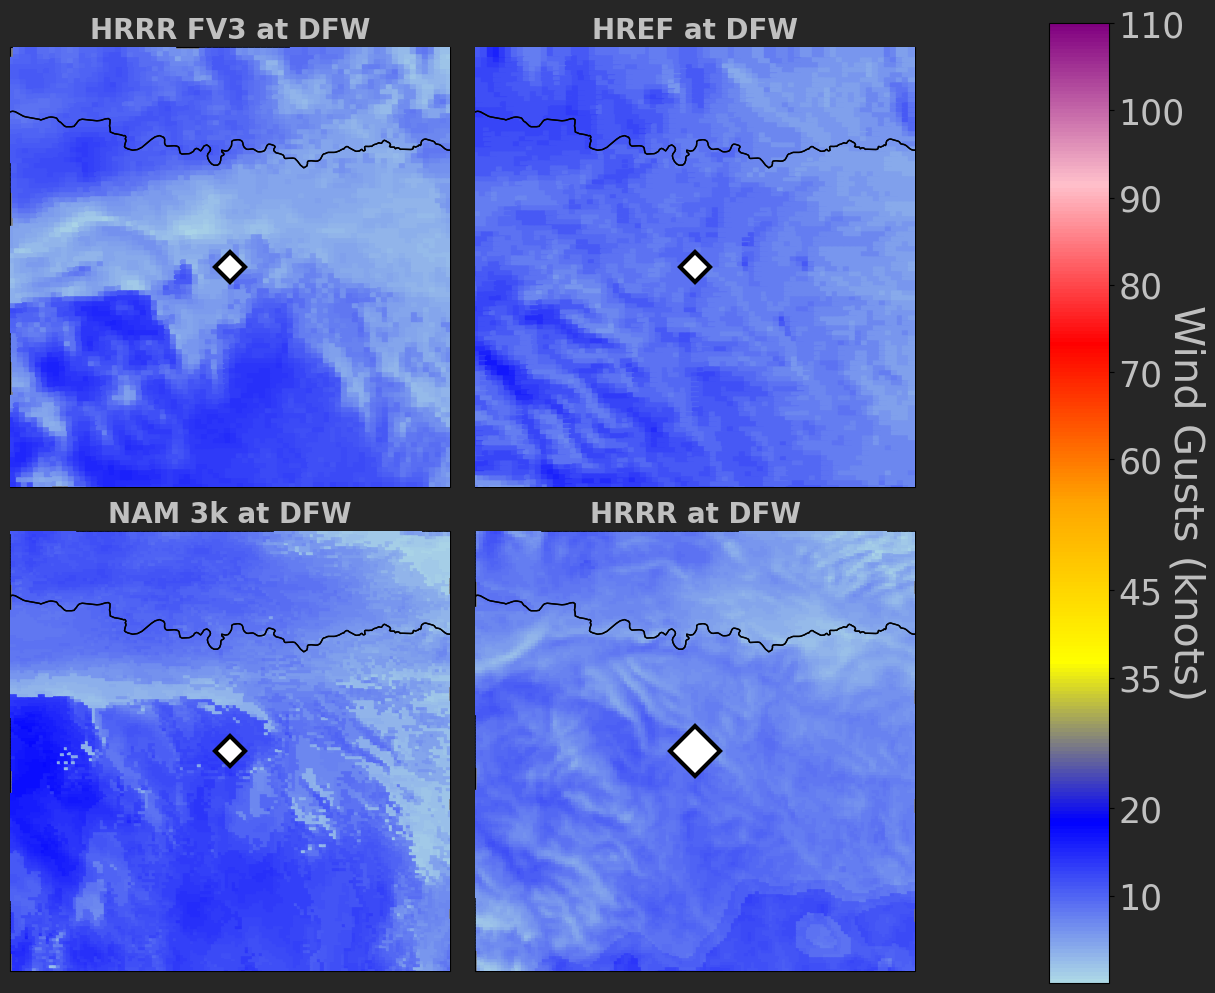 HRRR FV3 at DFW
HREF at DFW
NAM 3k at DFW
HRRR at DFW
110
100
90
80
70
60
45
35
20
10
Wind Gusts (knots)